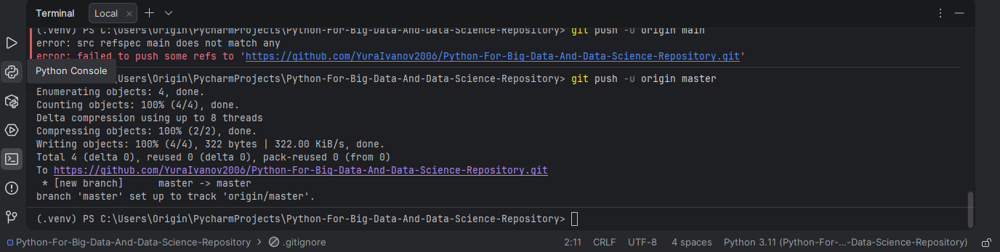 Terminal
Local
(.venv) PS C:\Users\Origin\PycharmProjects\Python-For-Big-Data-And-Data-Science-Repository> git push -u origin main
error: src refspec main does not match any
error: failed to push some refs to 'https://github.com/YuraIvanov2006/Python-For-Big-Data-And-Data-Science-Repository.git'
Python Console
\Users\Origin\PycharmProjects\Python-For-Big-Data-And-Data-Science-Repository> git push -u origin master
Enumerating objects: 4, done.
Counting objects: 100% (4/4), done.
Delta compression using up to 8 threads
Compressing objects: 100% (2/2), done.
Writing objects: 100% (4/4), 322 bytes | 322.00 KiB/s, done.
Total 4 (delta 0), reused 0 (delta 0), pack-reused 0 (from 0)
To https://github.com/YuraIvanov2006/Python-For-Big-Data-And-Data-Science-Repository.git
 * [new branch]      master -> master
branch 'master' set up to track 'origin/master'.
(.venv) PS C:\Users\Origin\PycharmProjects\Python-For-Big-Data-And-Data-Science-Repository>
Python-For-Big-Data-And-Data-Science-Repository > .gitignore 2:11 CRLF UTF-8 4 spaces Python 3.11 (Python-For-...-Data-Science-Repository)